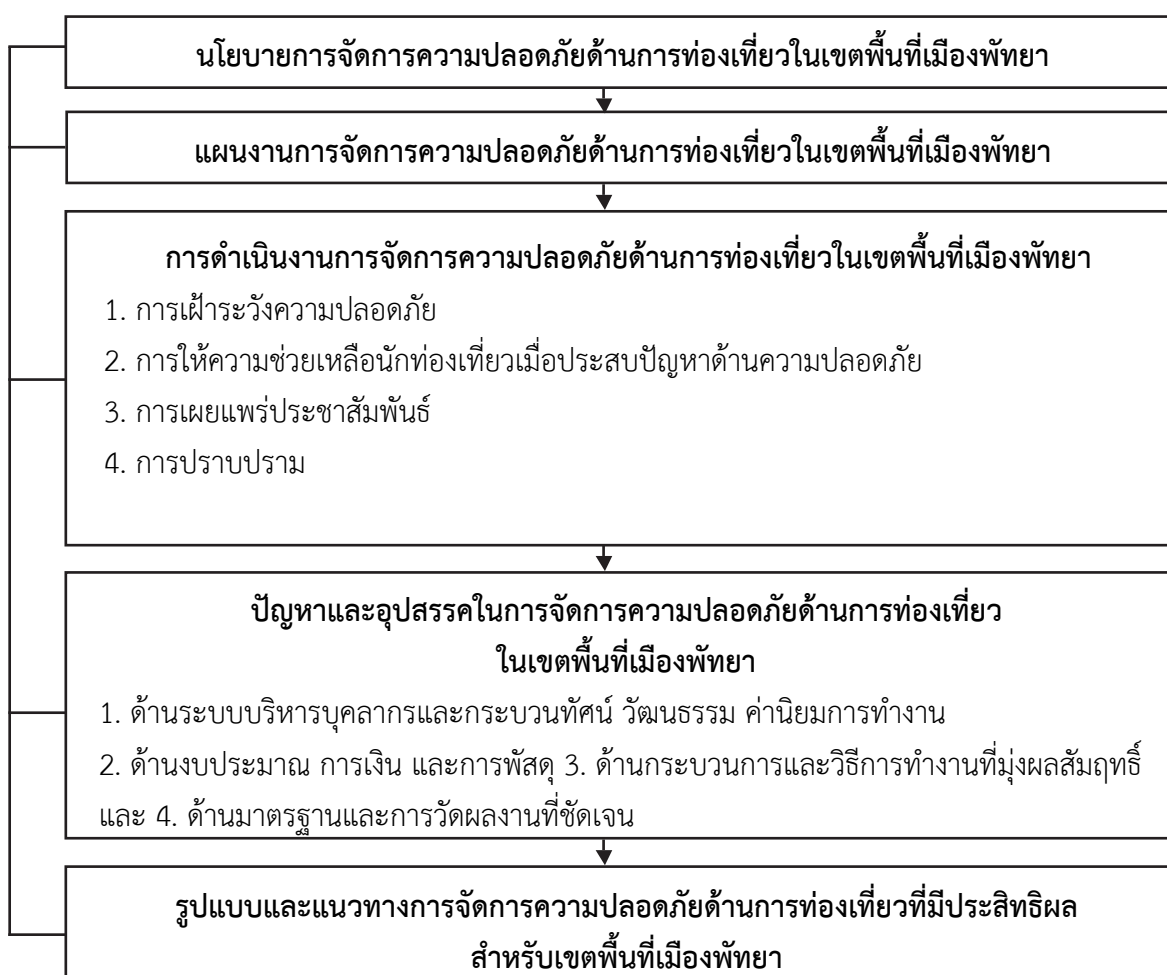 นโยบายการจัดการความปลอดภัยด้านการท่องเที่ยวในเขตพื้นที่เมืองพัทยา
แผนงานการจัดการความปลอดภัยด้านการท่องเที่ยวในเขตพื้นที่เมืองพัทยา
การดำเนินงานการจัดการความปลอดภัยด้านการท่องเที่ยวในเขตพื้นที่เมืองพัทยา
1. การเฝ้าระวังความปลอดภัย
2. การให้ความช่วยเหลือนักท่องเที่ยวเมื่อประสบปัญหาด้านความปลอดภัย
3. การเผยแพร่ประชาสัมพันธ์
4. การปราบปราม
ปัญหาและอุปสรรคในการจัดการความปลอดภัยด้านการท่องเที่ยว
ในเขตพื้นที่เมืองพัทยา
1. ด้านระบบบริหารบุคลากรและกระบวนทัศน์ วัฒนธรรม ค่านิยมการทำงาน
2. ด้านงบประมาณ การเงิน และการพัสดุ 3. ด้านกระบวนการและวิธีการทำงานที่มุ่งผลสัมฤทธิ์
และ 4. ด้านมาตรฐานและการวัดผลงานที่ชัดเจน
รูปแบบและแนวทางการจัดการความปลอดภัยด้านการท่องเที่ยวที่มีประสิทธิผล
สำหรับเขตพื้นที่เมืองพัทยา